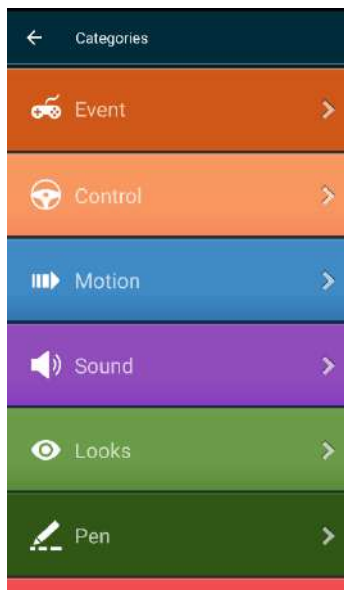 Categories
Event
Control
Motion
Sound
Looks
Pen